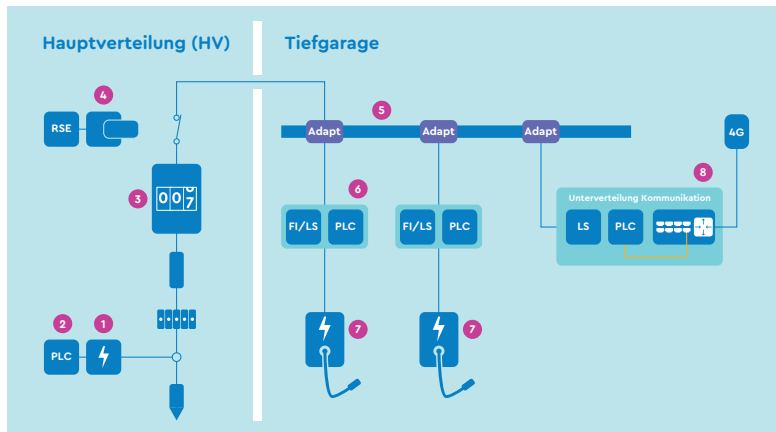 Hauptverteilung (HV)
Tiefgarage
4
RSE
5
Adapt
Adapt
Adapt
4G
3
007
6
8
Unterverteilung Kommunikation
FI/LS
PLC
FI/LS
PLC
LS
PLC
2
1
PLC
7
7